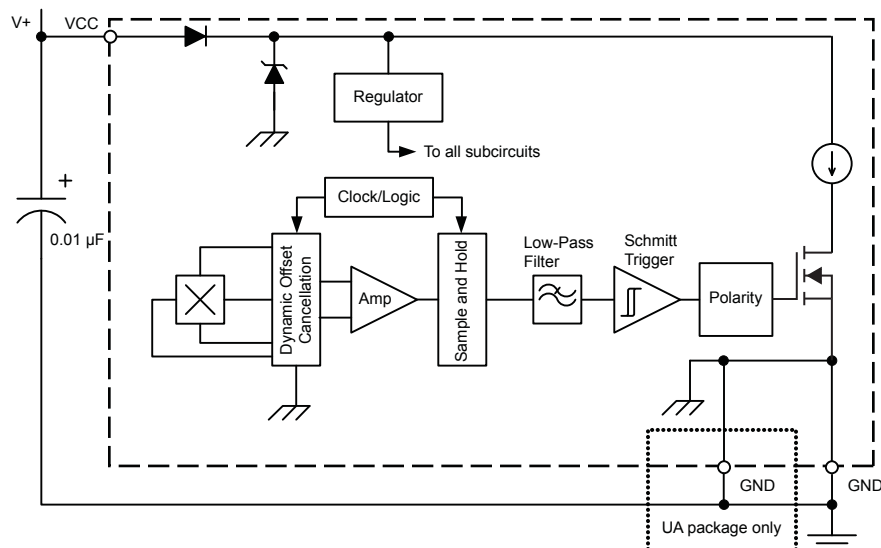 V+
VCC
Regulator
To all subcircuits
Clock/Logic
+
0.01 µF
Dynamic Offset
Cancellation
Amp
Sample and Hold
Low-Pass
Filter
Schmitt
Trigger
Polarity
GND
GND
UA package only